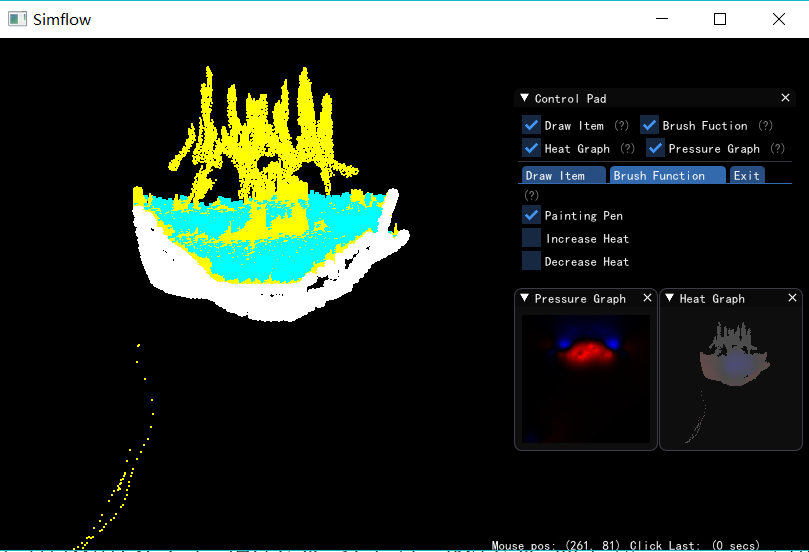 Simflow
Control Pad
Draw Item (?) Brush Fuction (?)
Heat Graph (?) Pressure Graph (?)
Draw Item Brush Function Exit
(?)
Painting Pen
Increase Heat
Decrease Heat
Pressure Graph Heat Graph
Mouse pos: (261, 81) Click Last: (0 secs)